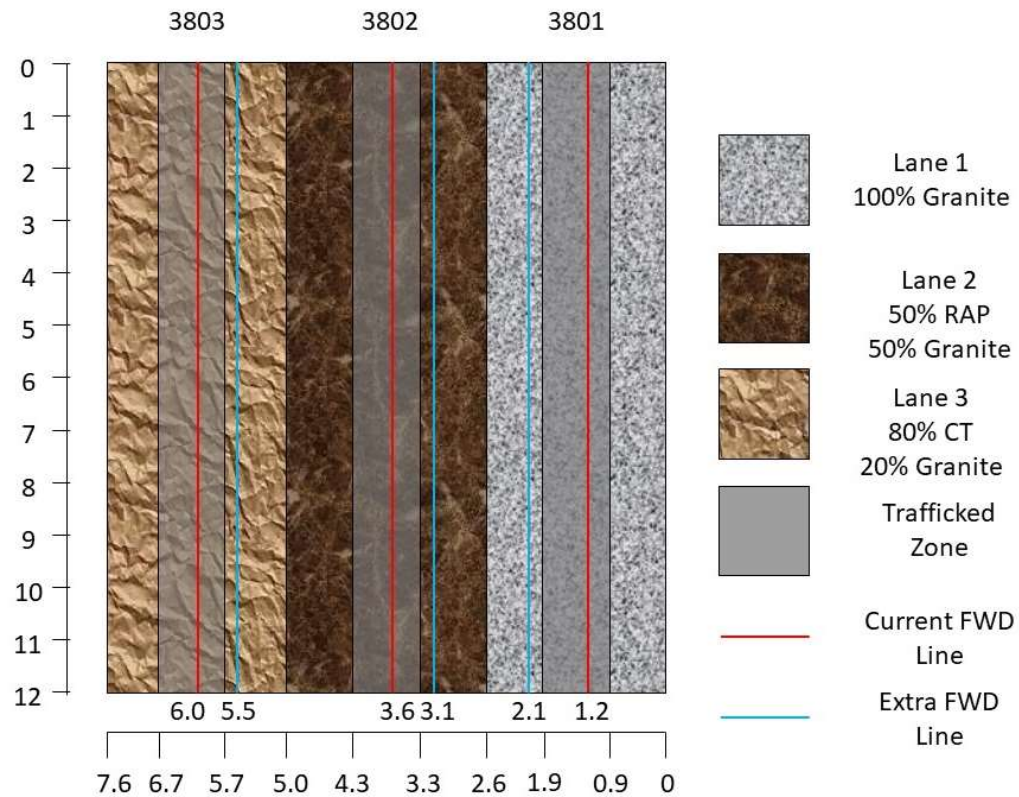 3803 3802 3801
0
1
2
3
4
5
6
7
8
9
10
11
12
6.0 5.5 3.6 3.1 2.1 1.2
7.6 6.7 5.7 5.0 4.3 3.3 2.6 1.9 0.9 0
Lane 1
100% Granite
Lane 2
50% RAP
50% Granite
Lane 3
80% CT
20% Granite
Trafficked
Zone
Current FWD
Line
Extra FWD
Line